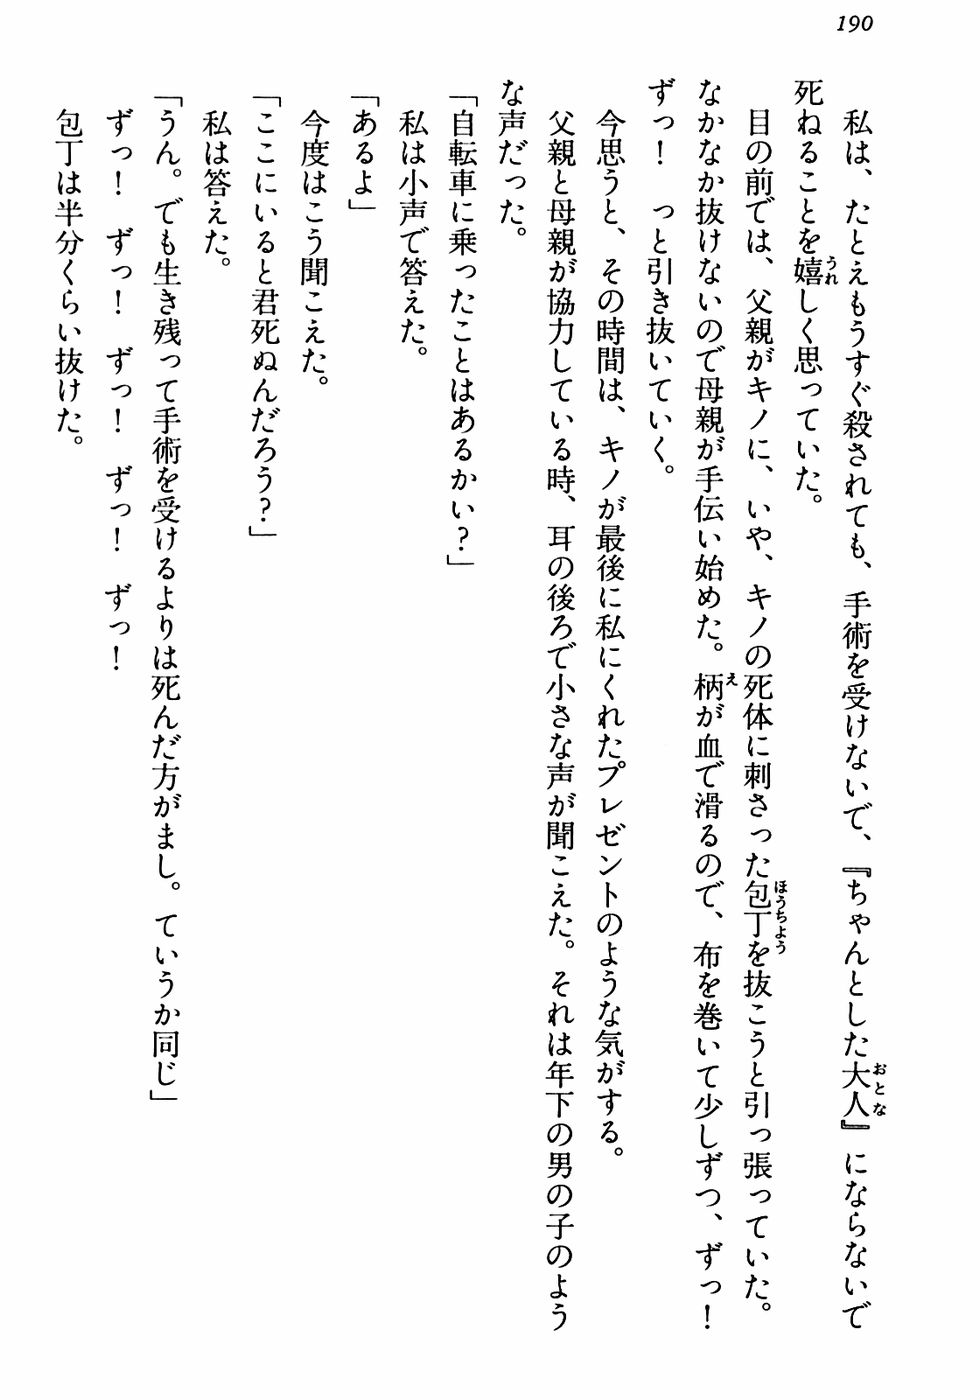 190
私は、たとえもうすぐ殺されても、手術を受けないで、『ちゃんとした大人』にならないで
死ねることを嬉しく思っていた。
目の前では、父親がキノに、いや、キノの死体に刺さった包丁を抜こうと引っ張っていた。
なかなか抜けないので母親が手伝い始めた。柄が血で滑るので、布を巻いて少しずつ、ずっ！
ずっ！　っと引き抜いていく。
今思うと、その時間は、キノが最後に私にくれたプレゼントのような気がする。
父親と母親が協力している時、耳の後ろで小さな声が聞こえた。それは年下の男の子のよう
な声だった。
「自転車に乗ったことはあるかい？」
私は小声で答えた。
「あるよ」
今度はこう聞こえた。
「ここにいると君死ぬんだろう？」
私は答えた。
「うん。でも生き残って手術を受けるよりは死んだ方がまし。ていうか同じ」
ずっ！　ずっ！　ずっ！　ずっ！　ずっ！
包丁は半分くらい抜けた。